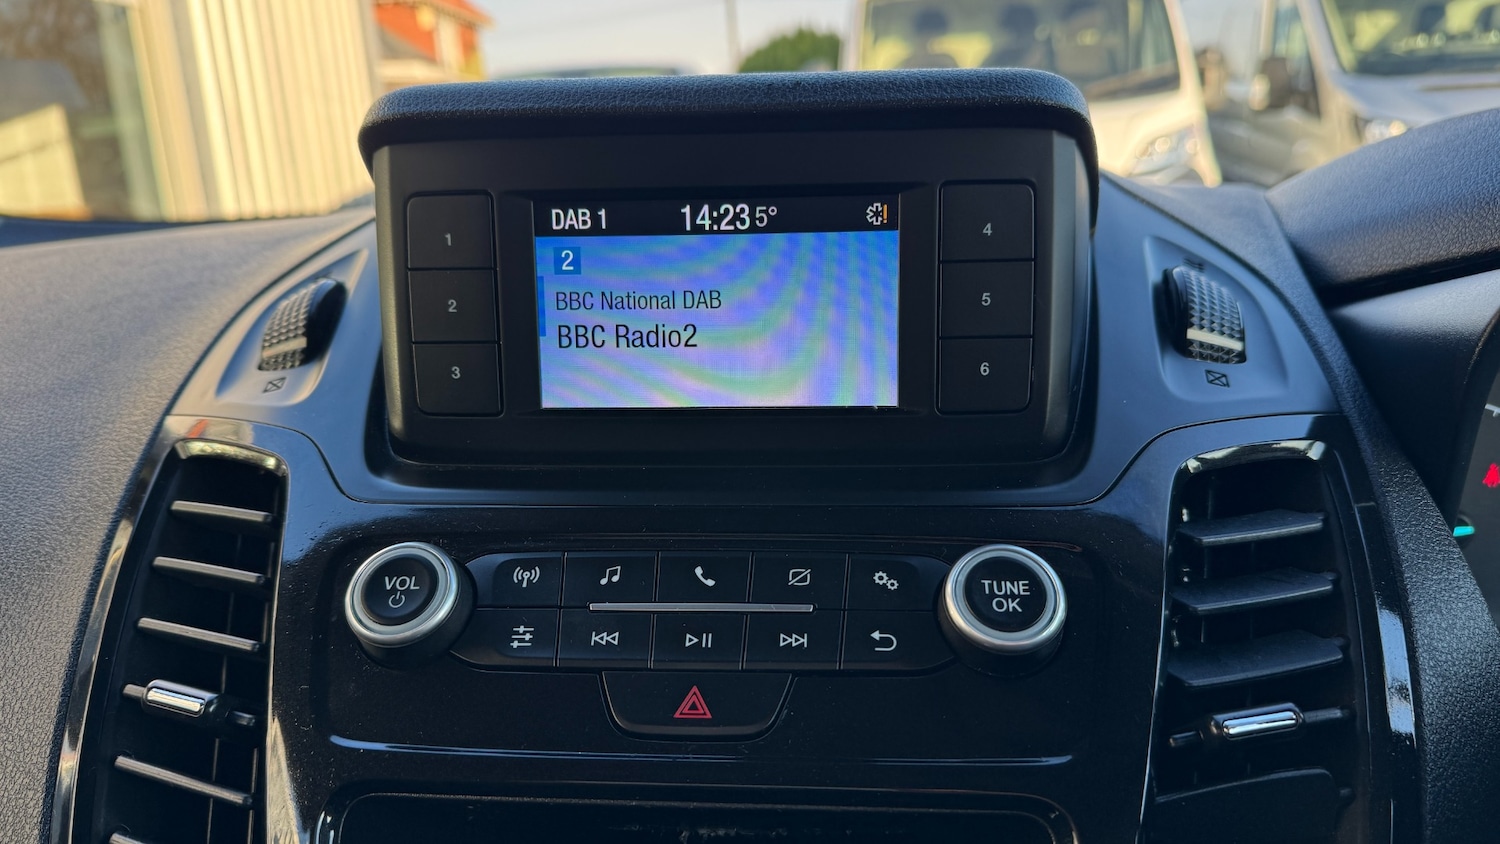 DAB 1 14:23 5°
2
BBC National DAB
BBC Radio2
1
2
3
4
5
6
VOL
TUNE
OK